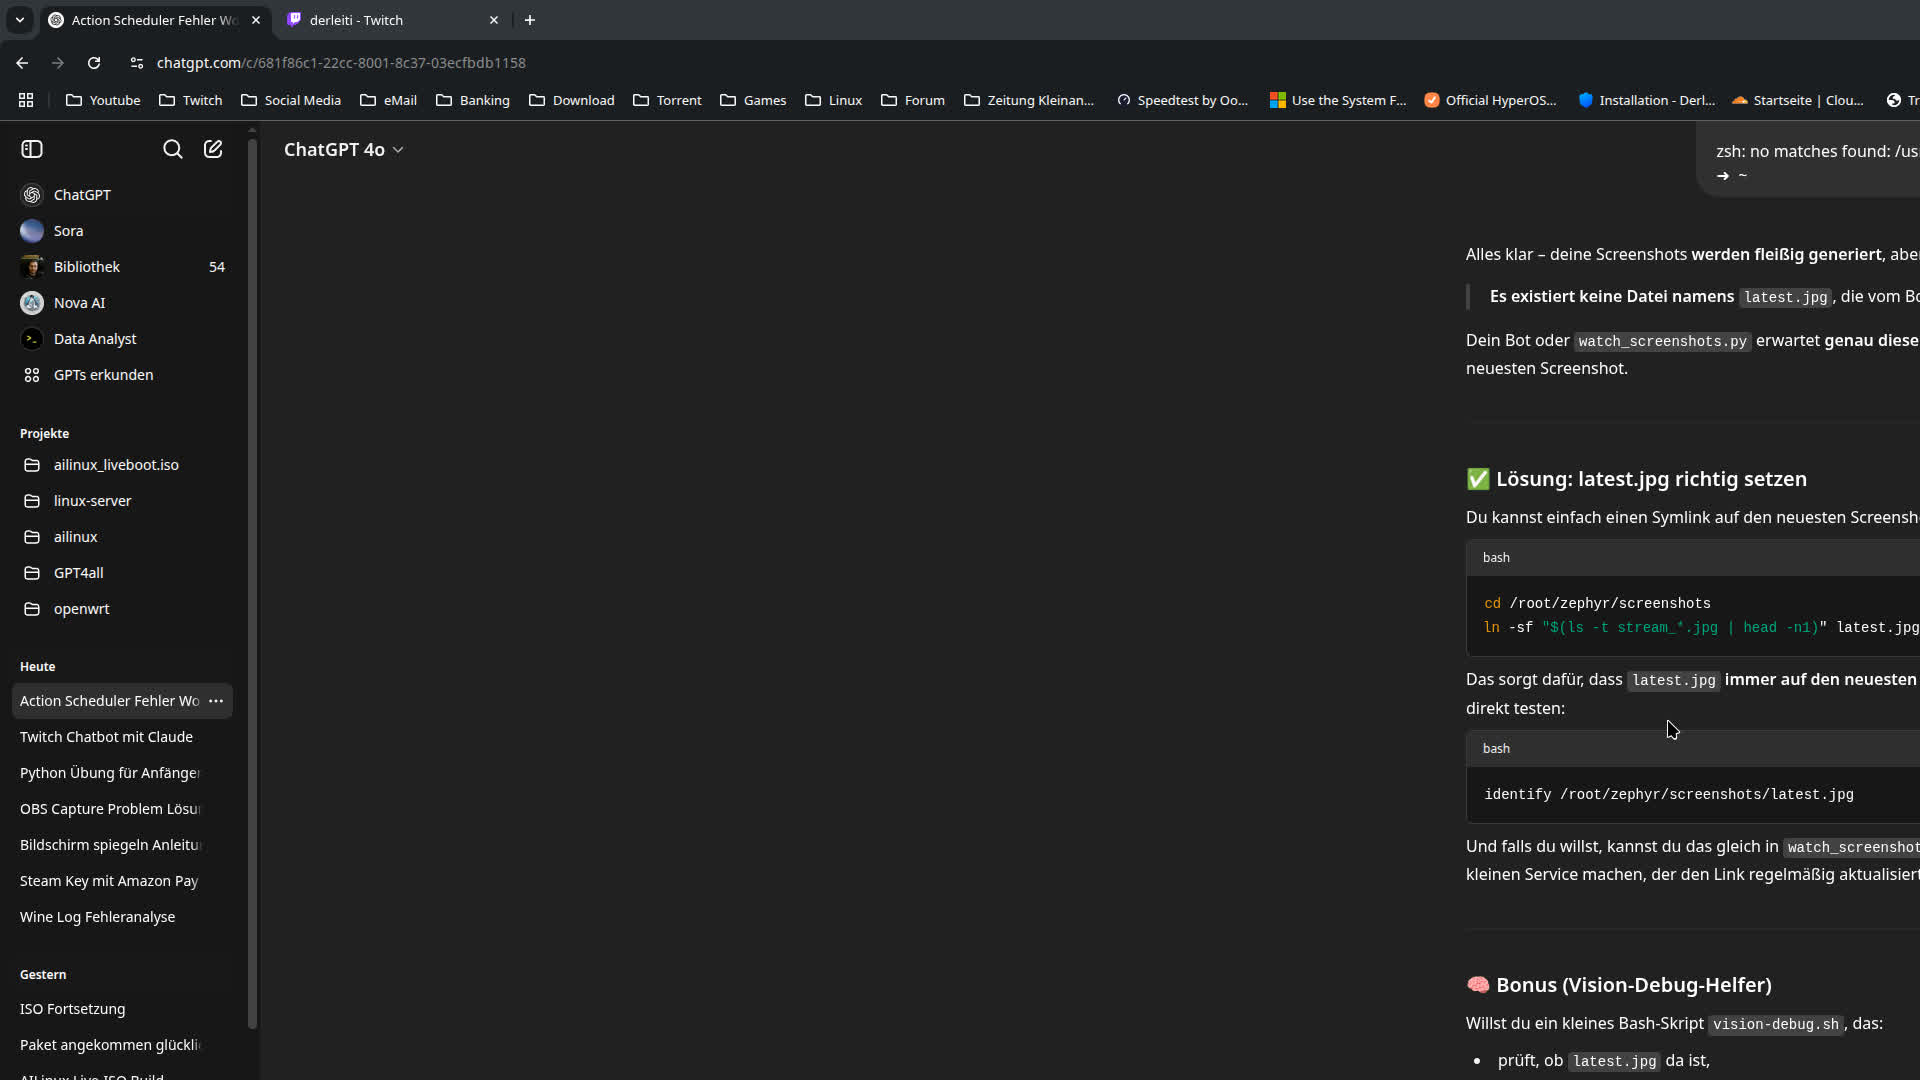 Action Scheduler Fehler Wo
derleiti - Twitch
chatgpt.com/c/681f86c1-22cc-8001-8c37-03ecfbdb1158
Youtube
Twitch
Social Media
eMail
Banking
Download
Torrent
Games
Linux
Forum
Zeitung Kleinan...
Speedtest by Oo...
Use the System F...
Official HyperOS...
Installation - Derl...
Startseite | Clou...
Tr
ChatGPT 4o
ChatGPT
Sora
Bibliothek 54
Nova AI
Data Analyst
GPTs erkunden
Projekte
ailinux_liveboot.iso
linux-server
ailinux
GPT4all
openwrt
Heute
Action Scheduler Fehler Wo
Twitch Chatbot mit Claude
Python Übung für Anfänger
OBS Capture Problem Lösu
Bildschirm spiegeln Anleitu
Steam Key mit Amazon Pay
Wine Log Fehleranalyse
Gestern
ISO Fortsetzung
Paket angekommen glückli
AILinux Live ISO Build
zsh: no matches found: /us
➜ ~
Alles klar – deine Screenshots werden fleißig generiert, abe
Es existiert keine Datei namens latest.jpg, die vom Bo
Dein Bot oder watch_screenshots.py erwartet genau diese
neuesten Screenshot.
✅ Lösung: latest.jpg richtig setzen
Du kannst einfach einen Symlink auf den neuesten Screensh
bash
cd /root/zephyr/screenshots
ln -sf "$(ls -t stream_*.jpg | head -n1)" latest.jpg
Das sorgt dafür, dass latest.jpg immer auf den neuesten
direkt testen:
bash
identify /root/zephyr/screenshots/latest.jpg
Und falls du willst, kannst du das gleich in watch_screenshot
kleinen Service machen, der den Link regelmäßig aktualisiert
🧠 Bonus (Vision-Debug-Helfer)
Willst du ein kleines Bash-Skript vision-debug.sh, das:
• prüft, ob latest.jpg da ist,